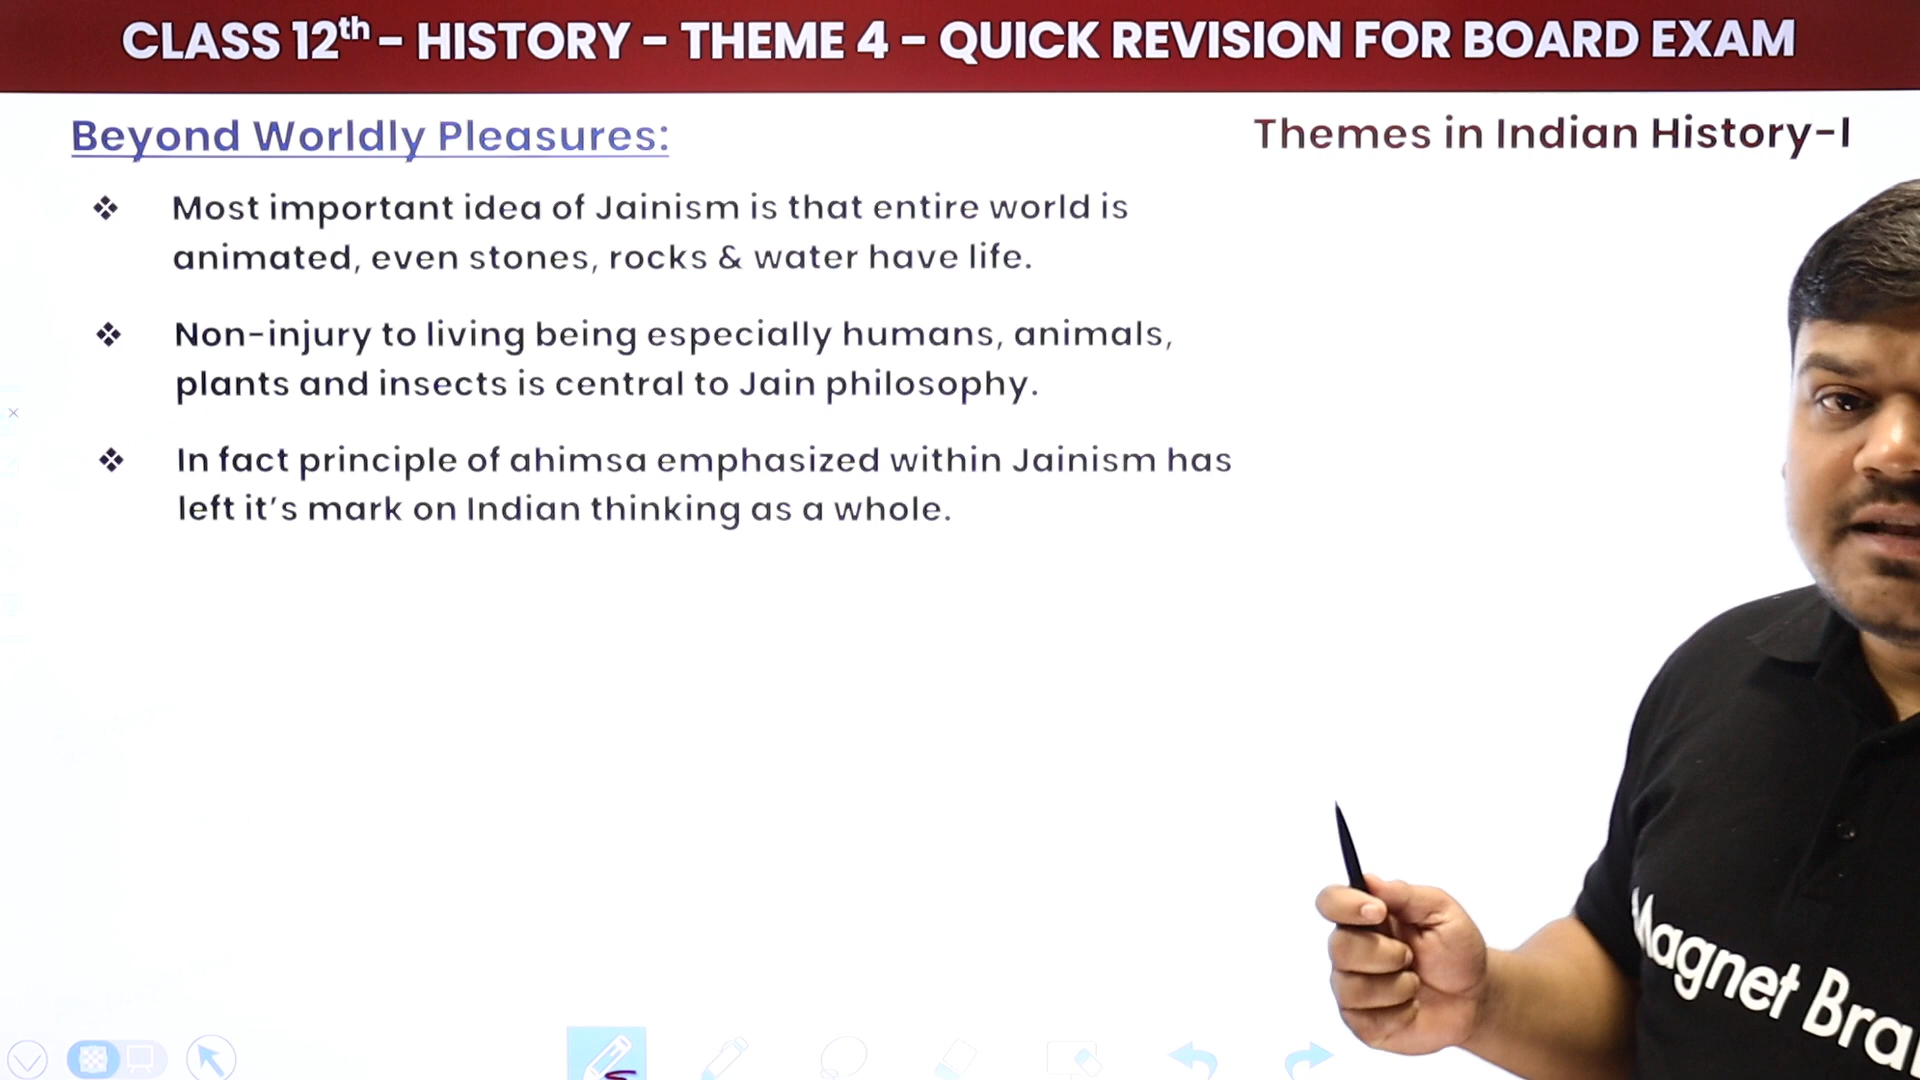 CLASS 12th - HISTORY - THEME 4 - QUICK REVISION FOR BOARD EXAM
Beyond Worldly Pleasures:
Themes in Indian History-I
❖ Most important idea of Jainism is that entire world is
animated, even stones, rocks & water have life.
❖ Non-injury to living being especially humans, animals,
plants and insects is central to Jain philosophy.
❖ In fact principle of ahimsa emphasized within Jainism has
left it's mark on Indian thinking as a whole.
Magnet Bra